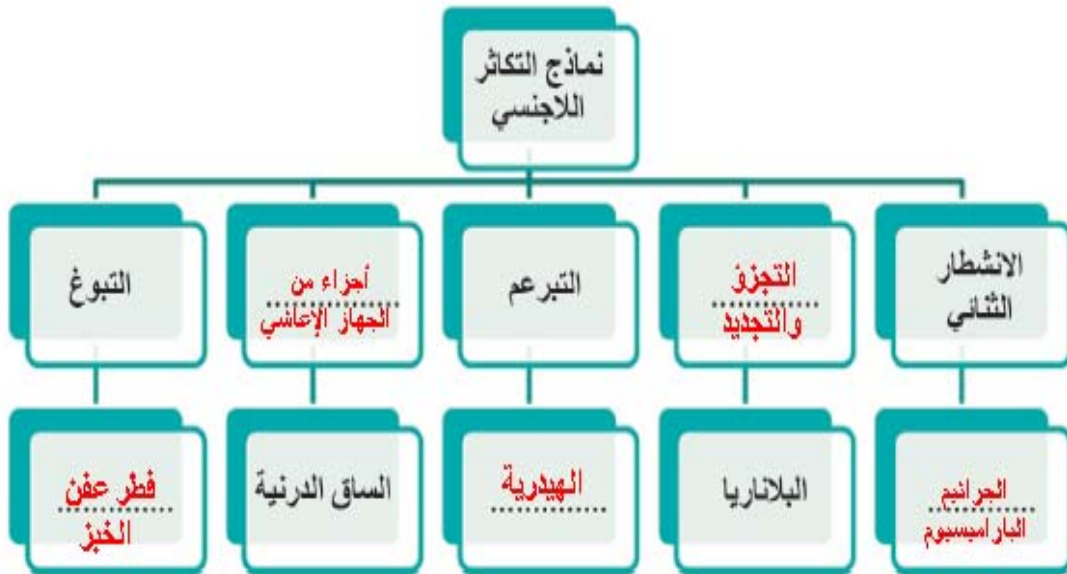 نماذج التكاثر
اللاجنسي
الانشطار
الثنائي
التجزؤ
والتجديد
التبرعم
أجزاء من
الجهاز الإعاشي
التبوغ
الجراثيم
الباراميسيوم
البلاناريا
الهيدرية
الساق الدرنية
فطر عفن
الخبز